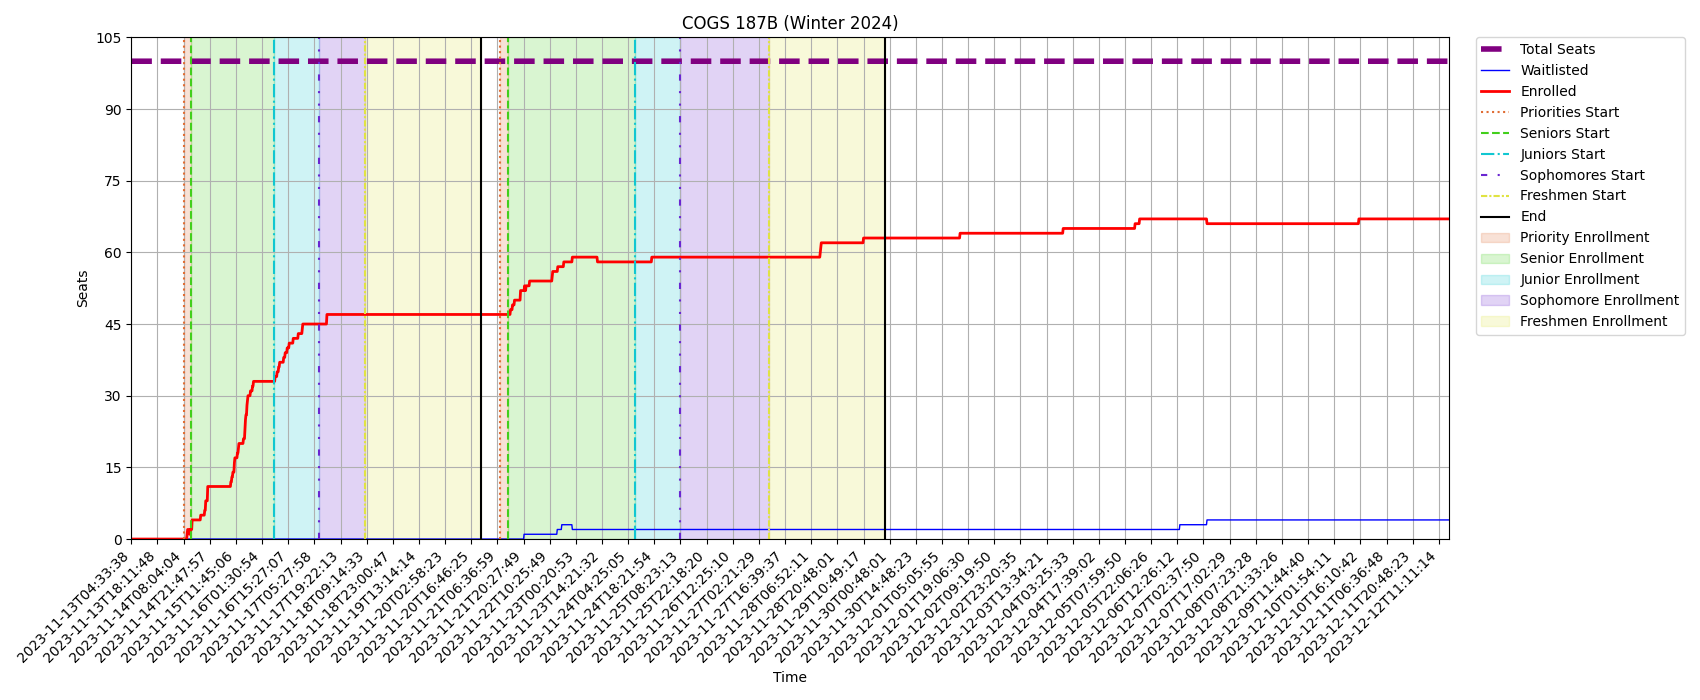 COGS 187B (Winter 2024)
105
90
75
60
45
30
15
0
Seats
2023-11-13T04:33:38
2023-11-13T18:11:48
2023-11-14T08:04:04
2023-11-14T21:47:57
2023-11-15T11:45:06
2023-11-16T01:30:54
2023-11-16T15:27:07
2023-11-17T05:27:58
2023-11-17T19:22:13
2023-11-18T09:14:33
2023-11-18T23:00:47
2023-11-19T13:14:14
2023-11-20T02:58:23
2023-11-20T16:46:25
2023-11-21T06:36:59
2023-11-21T20:27:49
2023-11-22T10:25:49
2023-11-23T00:20:53
2023-11-23T14:21:32
2023-11-24T04:25:05
2023-11-24T18:21:54
2023-11-25T08:23:13
2023-11-25T22:18:20
2023-11-26T12:25:10
2023-11-27T02:21:29
2023-11-27T16:39:37
2023-11-28T06:52:11
2023-11-28T20:48:01
2023-11-29T10:49:17
2023-11-30T00:48:01
2023-11-30T14:48:23
2023-12-01T05:05:55
2023-12-01T19:06:30
2023-12-02T09:19:50
2023-12-02T23:20:35
2023-12-03T13:34:21
2023-12-04T03:25:33
2023-12-04T17:39:02
2023-12-05T07:59:50
2023-12-05T22:06:26
2023-12-06T12:26:12
2023-12-07T02:37:50
2023-12-07T17:02:29
2023-12-08T07:23:28
2023-12-08T21:33:26
2023-12-09T11:44:40
2023-12-10T01:54:11
2023-12-10T16:10:42
2023-12-11T06:36:48
2023-12-11T20:48:23
2023-12-12T11:11:14
Time
Total Seats
Waitlisted
Enrolled
Priorities Start
Seniors Start
Juniors Start
Sophomores Start
Freshmen Start
End
Priority Enrollment
Senior Enrollment
Junior Enrollment
Sophomore Enrollment
Freshmen Enrollment